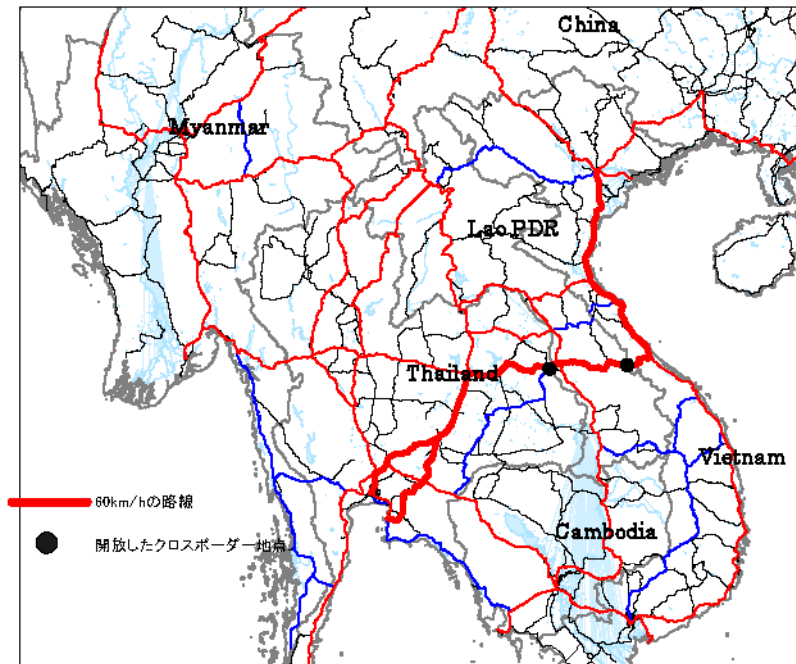 China
Myanmar
Lao PDR
Thailand
Vietnam
60km/hの路線
Cambodia
開放したクロスボーダー地点